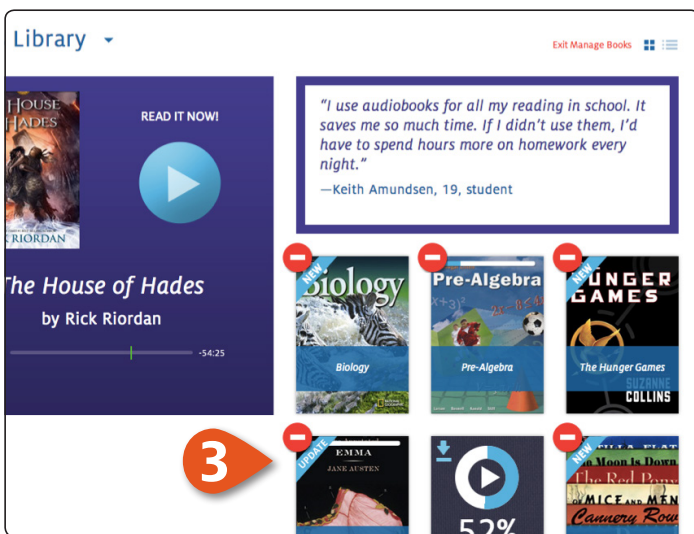 Library
Exit Manage Books
HOUSE
HADES
RIORDAN
READ IT NOW!
The House of Hades
by Rick Riordan
-54:25
"I use audiobooks for all my reading in school. It
saves me so much time. If I didn't use them, I'd
have to spend hours more on homework every
night."
—Keith Amundsen, 19, student
NEW
Biology
Biology
Pre-Algebra
Pre-Algebra
NEW
HUNGER
GAMES
The Hunger Games
SUZANNE
COLLINS
3
UPDATE
EMMA
JANE AUSTEN
52%
NEW
TILLA FLAT
Moon is Down
The Red Pony
OF MICE AND MEN
Cannery Row